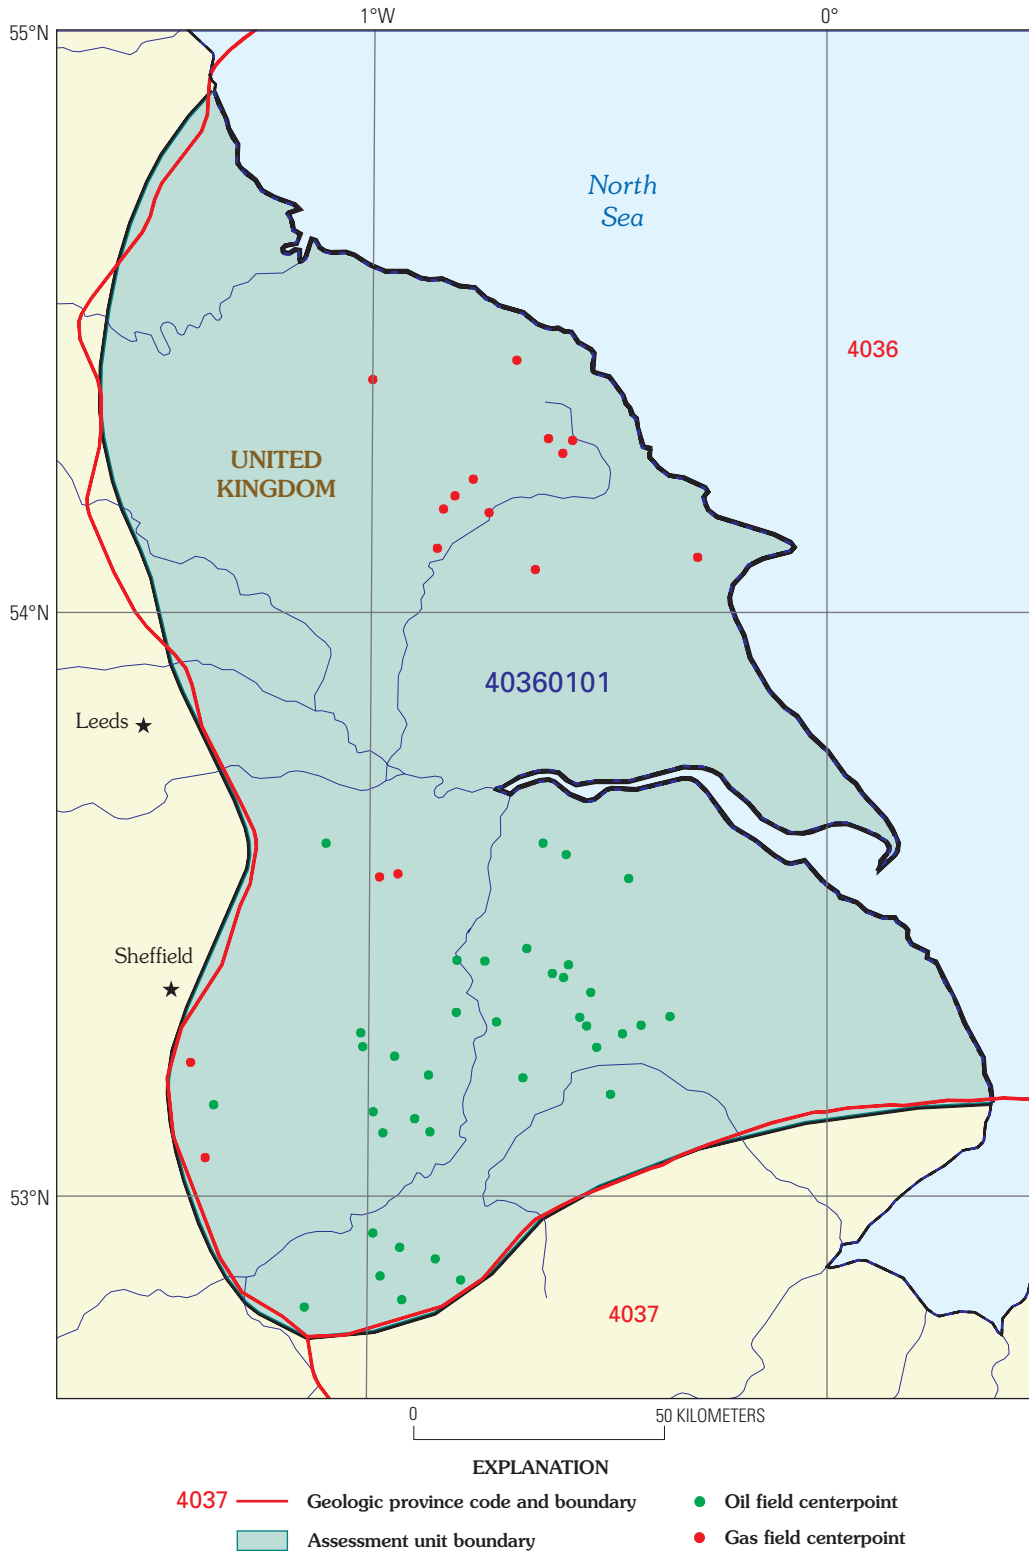 1°W
0°
55°N
North
Sea
4036
UNITED
KINGDOM
54°N
40360101
Leeds
Sheffield
53°N
4037
0
50 KILOMETERS
EXPLANATION
4037 Geologic province code and boundary
Oil field centerpoint
Assessment unit boundary
Gas field centerpoint